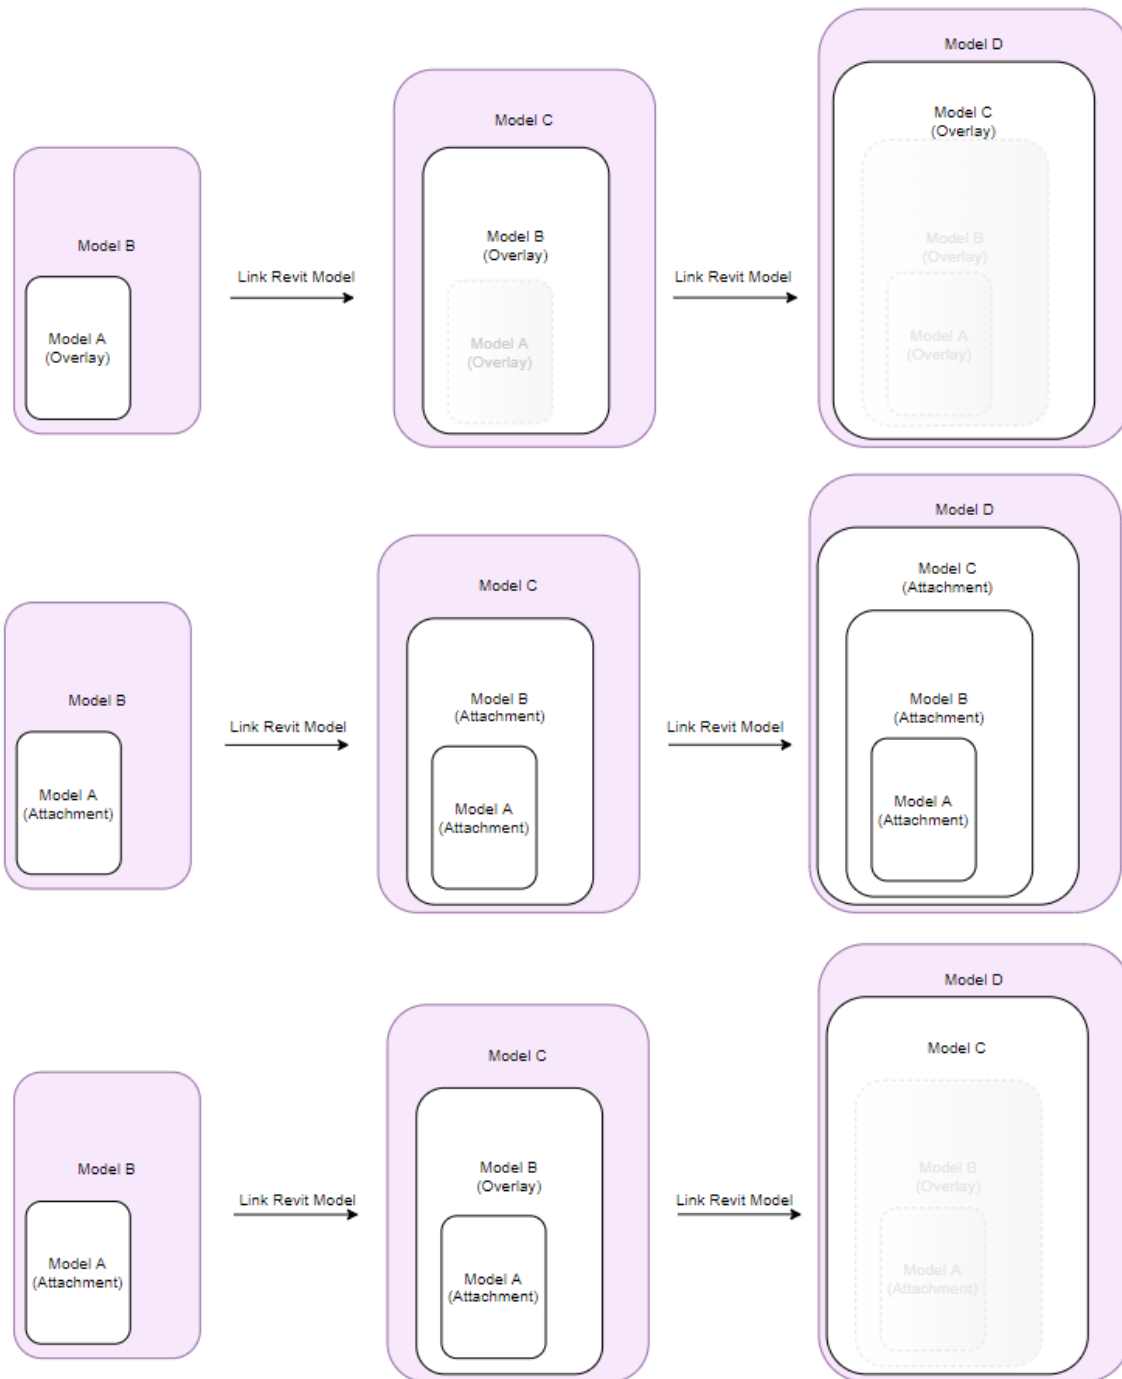 Model B
Model A
(Overlay)
Link Revit Model
Model C
Model B
(Overlay)
Model A
(Overlay)
Link Revit Model
Model D
Model C
(Overlay)
Model B
(Overlay)
Model A
(Overlay)
Model B
Model A
(Attachment)
Link Revit Model
Model C
Model B
(Attachment)
Model A
(Attachment)
Link Revit Model
Model D
Model C
(Attachment)
Model B
(Attachment)
Model A
(Attachment)
Model B
Model A
(Attachment)
Link Revit Model
Model C
Model B
(Overlay)
Model A
(Attachment)
Link Revit Model
Model D
Model C
Model B
(Overlay)
Model A
(Attachment)